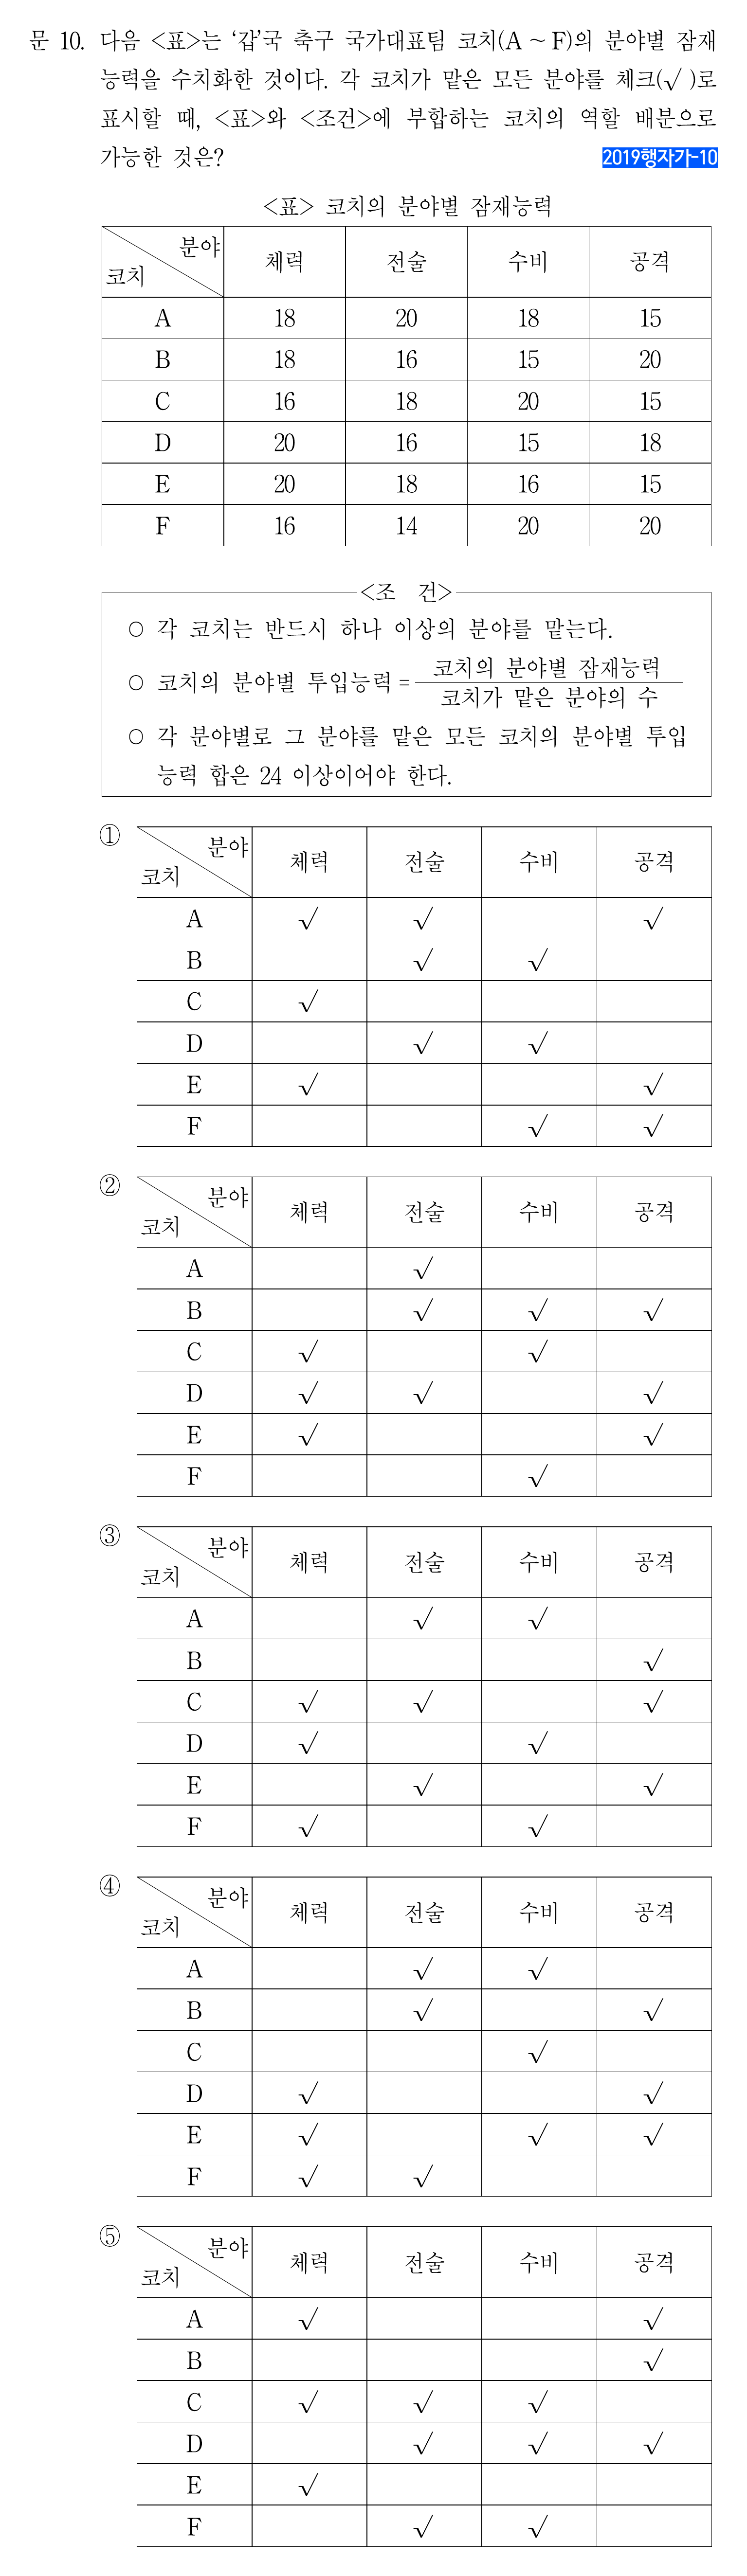 문 10. 다음 <표>는 ‘갑’국 축구 국가대표팀 코치(A ~ F)의 분야별 잠재
능력을 수치화한 것이다. 각 코치가 맡은 모든 분야를 체크(√)로
표시할 때, <표>와 <조건>에 부합하는 코치의 역할 배분으로
가능한 것은?
2019행자가-10
<표> 코치의 분야별 잠재능력
분야 코치 체력 전술 수비 공격
A 18 20 18 15
B 18 16 15 20
C 16 18 20 15
D 20 16 15 18
E 20 18 16 15
F 16 14 20 20
<조 건>
○ 각 코치는 반드시 하나 이상의 분야를 맡는다.
○ 코치의 분야별 투입능력 = 코치의 분야별 잠재능력
코치가 맡은 분야의 수
○ 각 분야별로 그 분야를 맡은 모든 코치의 분야별 투입
능력 합은 24 이상이어야 한다.
①
분야 코치 체력 전술 수비 공격
A √ √ √
B √ √
C √
D √ √
E √ √
F √ √
②
분야 코치 체력 전술 수비 공격
A √
B √ √ √
C √ √
D √ √ √
E √ √
F √
③
분야 코치 체력 전술 수비 공격
A √ √
B √
C √ √ √
D √ √
E √ √
F √ √
④
분야 코치 체력 전술 수비 공격
A √ √
B √ √
C √
D √ √
E √ √ √
F √ √
⑤
분야 코치 체력 전술 수비 공격
A √ √
B √
C √ √ √
D √ √ √
E √
F √ √